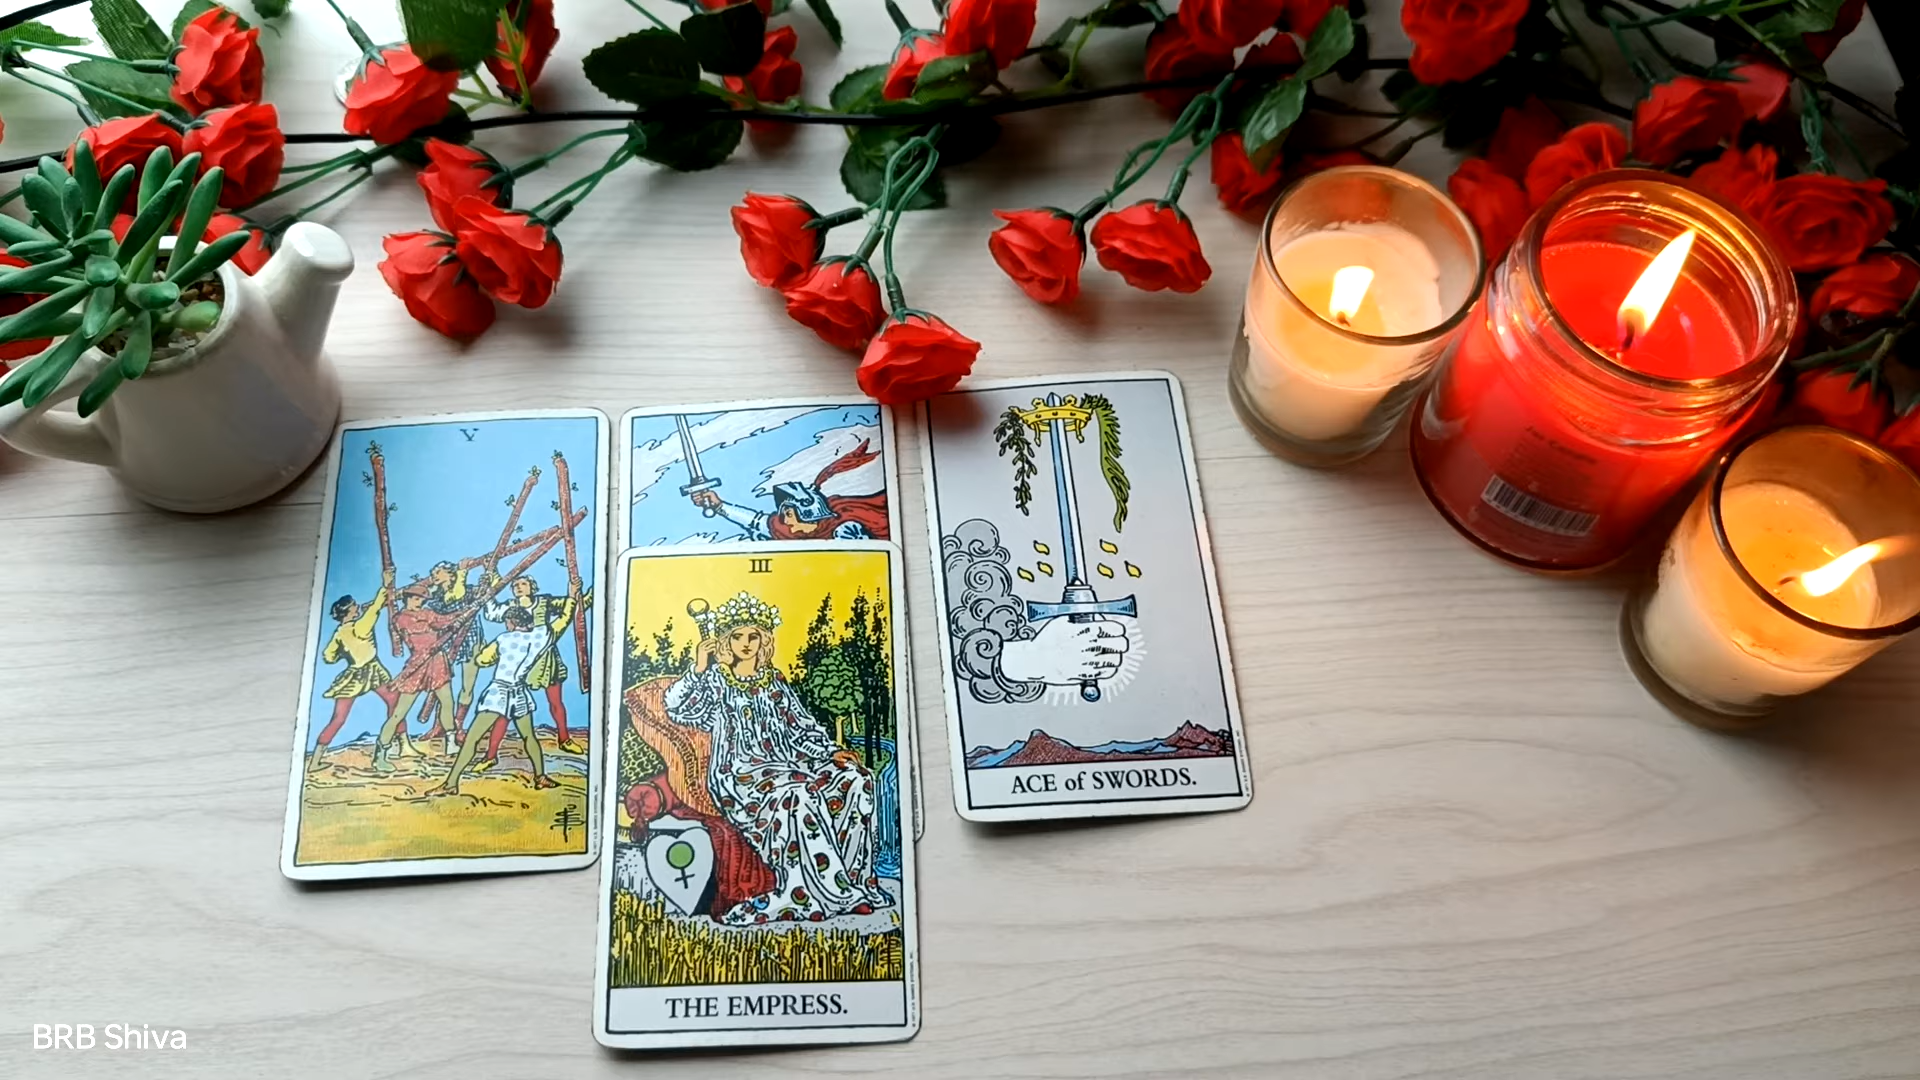 V
III
THE EMPRESS.
ACE of SWORDS.
BRB Shiva